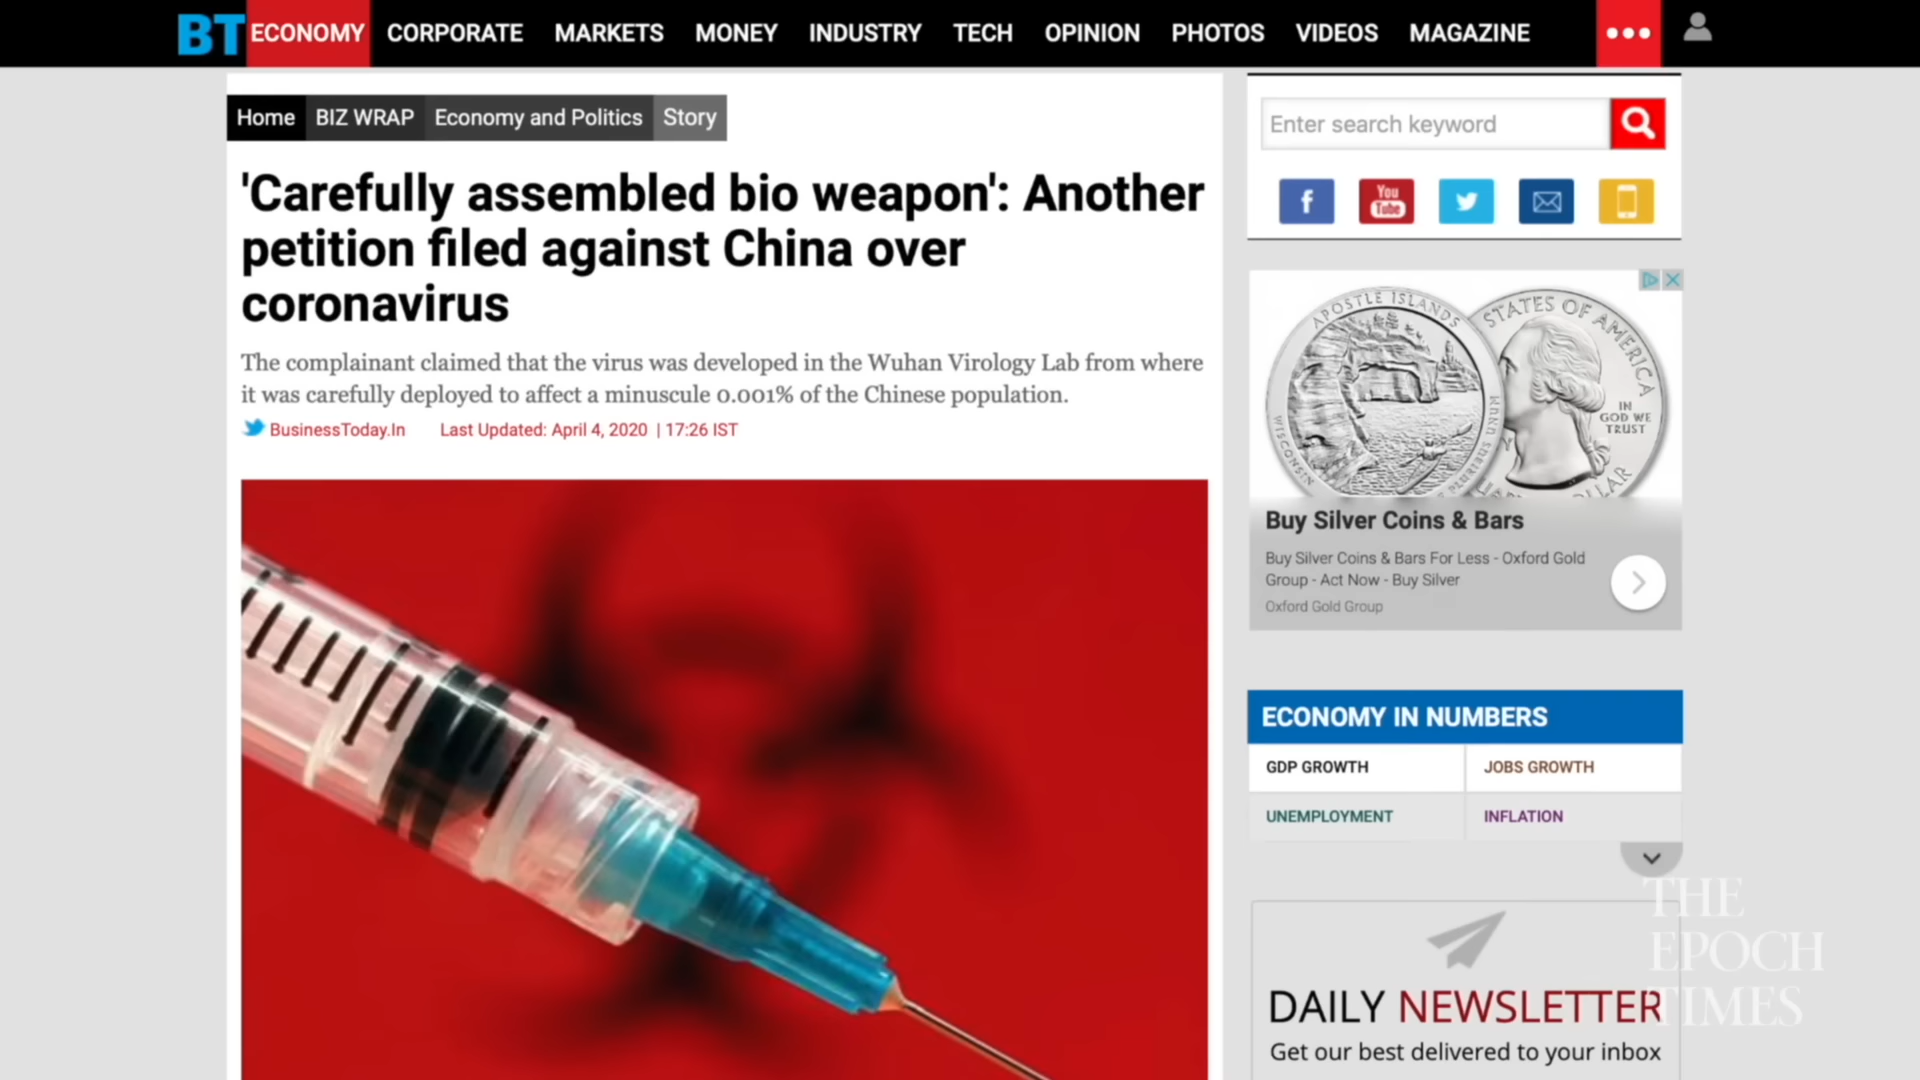 BT ECONOMY CORPORATE MARKETS MONEY INDUSTRY TECH OPINION PHOTOS VIDEOS MAGAZINE
Home BIZ WRAP Economy and Politics Story
'Carefully assembled bio weapon': Another
petition filed against China over
coronavirus
The complainant claimed that the virus was developed in the Wuhan Virology Lab from where
it was carefully deployed to affect a minuscule 0.001% of the Chinese population.
BusinessToday.In Last Updated: April 4, 2020 | 17:26 IST
Enter search keyword
f
You
Tube
APOSTLE ISLANDS
WISCONSIN
STATES OF AMERICA
IN
GOD WE
TRUST
Buy Silver Coins & Bars
Buy Silver Coins & Bars For Less - Oxford Gold
Group - Act Now - Buy Silver
Oxford Gold Group
ECONOMY IN NUMBERS
GDP GROWTH JOBS GROWTH
UNEMPLOYMENT INFLATION
THE
EPOCH
TIMES
DAILY NEWSLETTER
Get our best delivered to your inbox